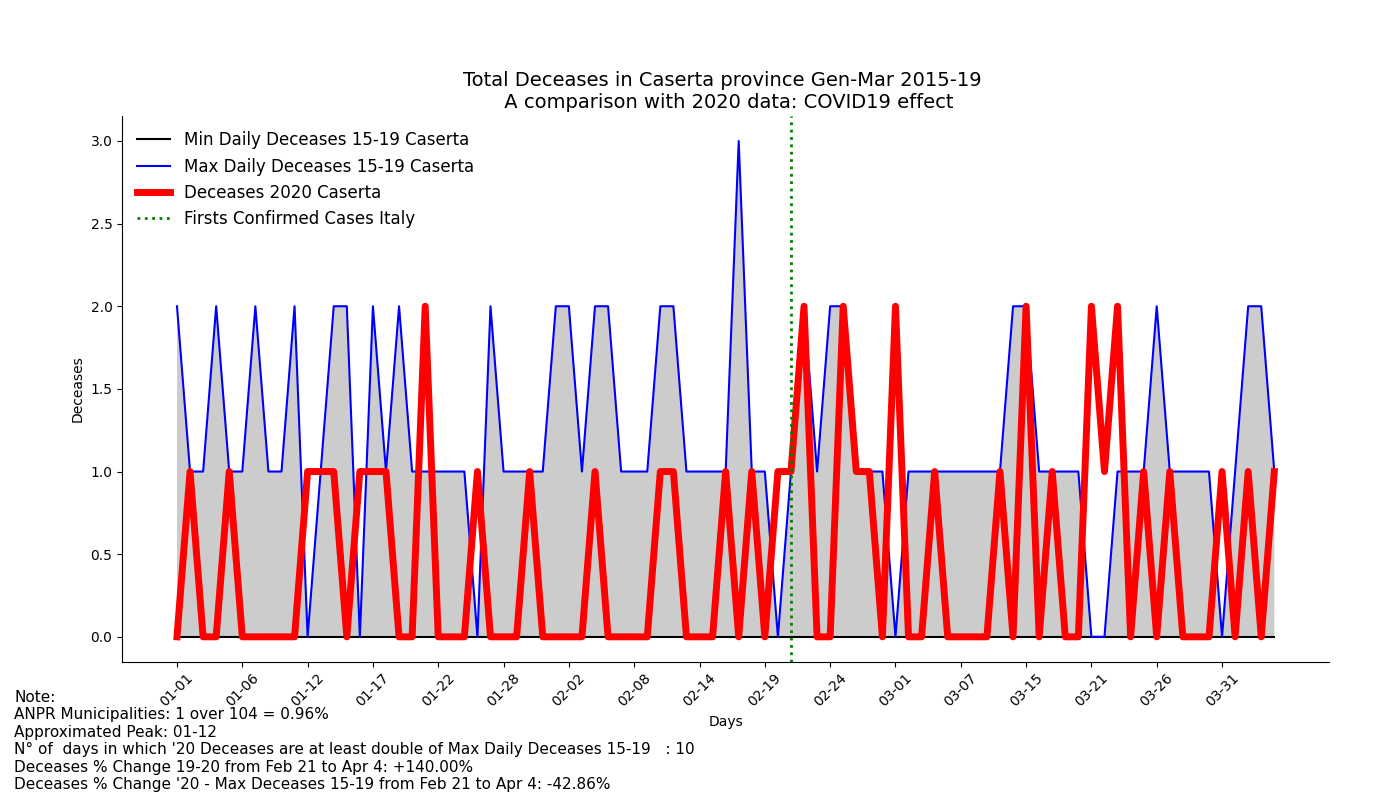 Total Deceases in Caserta province Gen-Mar 2015-19
A comparison with 2020 data: COVID19 effect
Min Daily Deceases 15-19 Caserta
Max Daily Deceases 15-19 Caserta
Deceases 2020 Caserta
Firsts Confirmed Cases Italy
3.0
2.5
2.0
1.5
1.0
0.5
0.0
Deceases
01-01
01-06
01-12
01-17
01-22
01-28
02-02
02-08
02-14
02-19
02-24
03-01
03-07
03-15
03-21
03-26
03-31
Days
Note:
ANPR Municipalities: 1 over 104 = 0.96%
Approximated Peak: 01-12
N° of  days in which '20 Deceases are at least double of Max Daily Deceases 15-19   : 10
Deceases % Change 19-20 from Feb 21 to Apr 4: +140.00%
Deceases % Change '20 - Max Deceases 15-19 from Feb 21 to Apr 4: -42.86%